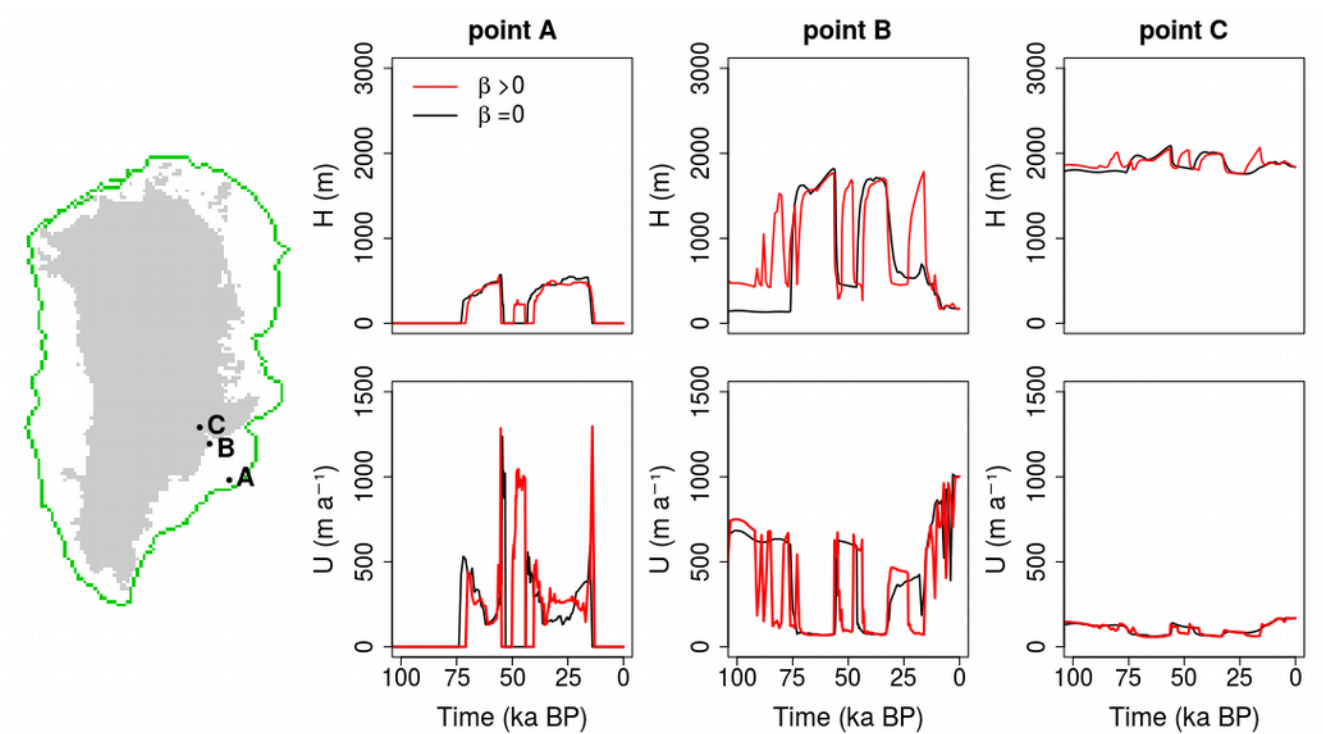 point A point B point C
β >0
β =0
3000 3000 3000
2000 2000 2000
1000 1000 1000
0 0 0
H (m) H (m) H (m)
C
B
A
1500 1500 1500
1000 1000 1000
500 500 500
0 0 0
U (m a⁻¹) U (m a⁻¹) U (m a⁻¹)
100 75 50 25 0 100 75 50 25 0 100 75 50 25 0
Time (ka BP) Time (ka BP) Time (ka BP)